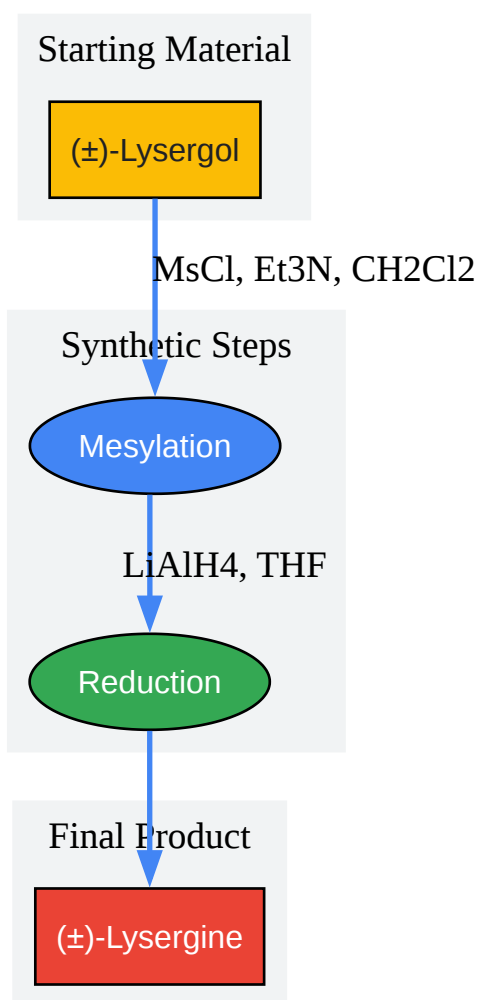 Starting Material
(±)-Lysergol
MsCl, Et3N, CH2Cl2
Synthetic Steps
Mesylation
LiAlH4, THF
Reduction
Final Product
(±)-Lysergine